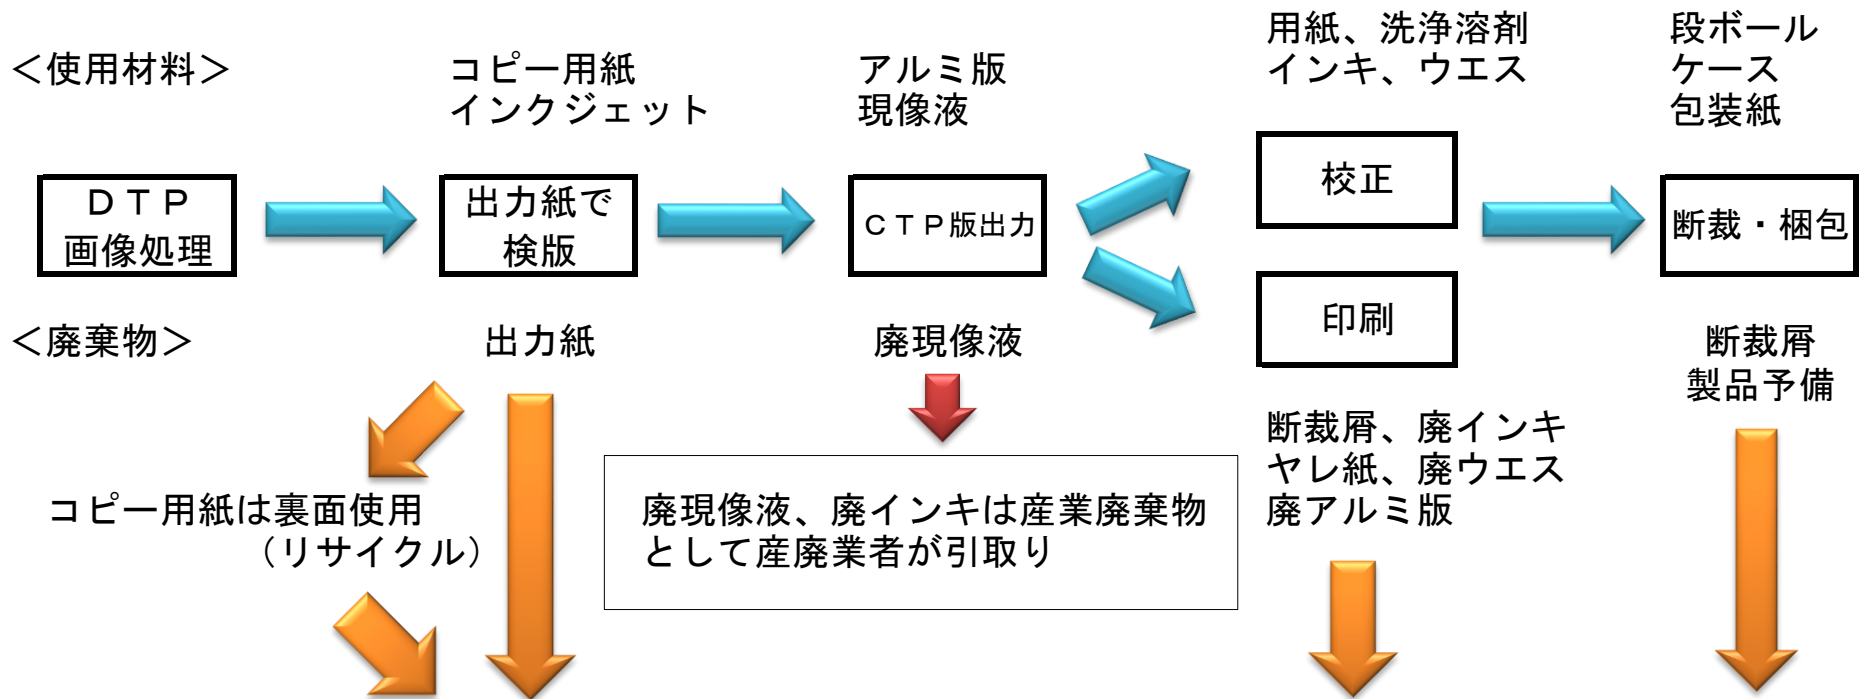 ＜使用材料＞
コピー用紙
インクジェット
アルミ版
現像液
用紙、洗浄溶剤
インキ、ウエス
段ボール
ケース
包装紙
ＤＴＰ
画像処理
出力紙で
検版
ＣＴＰ版出力
校正
印刷
断裁・梱包
＜廃棄物＞
出力紙
廃現像液
断裁屑、廃インキ
ヤレ紙、廃ウエス
廃アルミ版
断裁屑
製品予備
コピー用紙は裏面使用
（リサイクル）
廃現像液、廃インキは産業廃棄物
として産廃業者が引取り